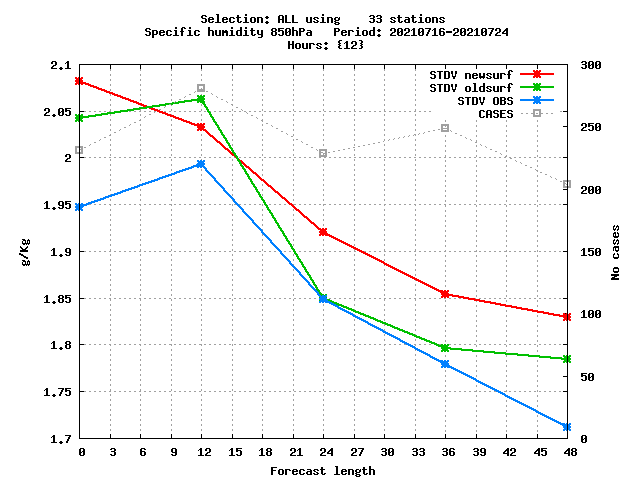 Selection: ALL using    33 stations
Specific humidity 850hPa   Period: 20210716-20210724
Hours: {12}
STDV newsurf
STDV oldsurf
STDV OBS
CASES
2.1
2.05
2
1.95
1.9
1.85
1.8
1.75
1.7
g/Kg
300
250
200
150
100
50
0
No cases
0 3 6 9 12 15 18 21 24 27 30 33 36 39 42 45 48
Forecast length